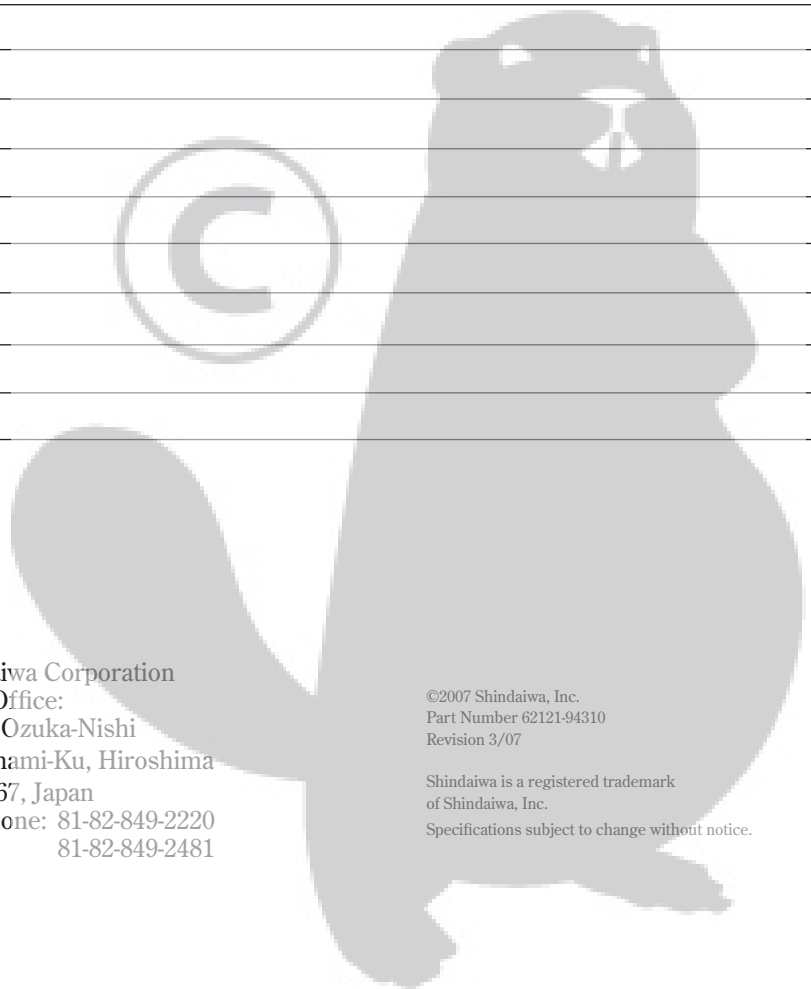 ©
iwa Corporation
Office:
Ozuka-Nishi
ami-Ku, Hiroshima
67, Japan
one: 81-82-849-2220
81-82-849-2481
©2007 Shindaiwa, Inc.
Part Number 62121-94310
Revision 3/07
Shindaiwa is a registered trademark
of Shindaiwa, Inc.
Specifications subject to change without notice.